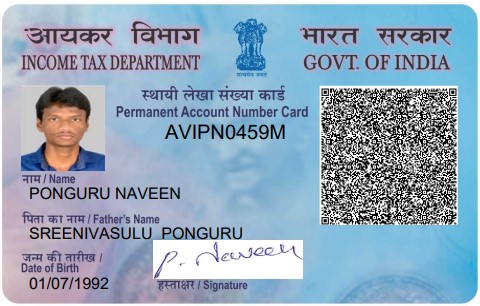 आयकर विभाग
INCOME TAX DEPARTMENT
सत्यमेव जयते
भारत सरकार
GOVT. OF INDIA
स्थायी लेखा संख्या कार्ड
Permanent Account Number Card
AVIPN0459M
नाम / Name
PONGURU NAVEEN
पिता का नाम / Father's Name
SREENIVASULU PONGURU
जन्म की तारीख /
Date of Birth
01/07/1992
P. Naveen
हस्ताक्षर / Signature